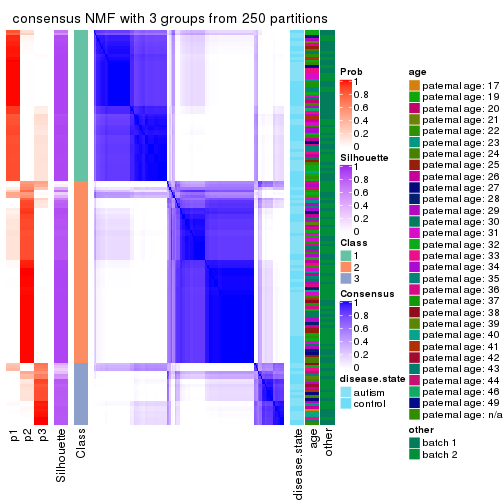 consensus NMF with 3 groups from 250 partitions
p1
p2
p3
Silhouette
Class
disease.state
age
other
Prob
1
0.8
0.6
0.4
0.2
0
Silhouette
1
0.8
0.6
0.4
0.2
0
Class
1
2
3
Consensus
1
0.8
0.6
0.4
0.2
0
disease.state
autism
control
age
paternal age: 17
paternal age: 19
paternal age: 20
paternal age: 21
paternal age: 22
paternal age: 23
paternal age: 24
paternal age: 25
paternal age: 26
paternal age: 27
paternal age: 28
paternal age: 29
paternal age: 30
paternal age: 31
paternal age: 32
paternal age: 33
paternal age: 34
paternal age: 35
paternal age: 36
paternal age: 37
paternal age: 38
paternal age: 39
paternal age: 40
paternal age: 41
paternal age: 42
paternal age: 43
paternal age: 44
paternal age: 46
paternal age: 49
paternal age: n/a
other
batch 1
batch 2